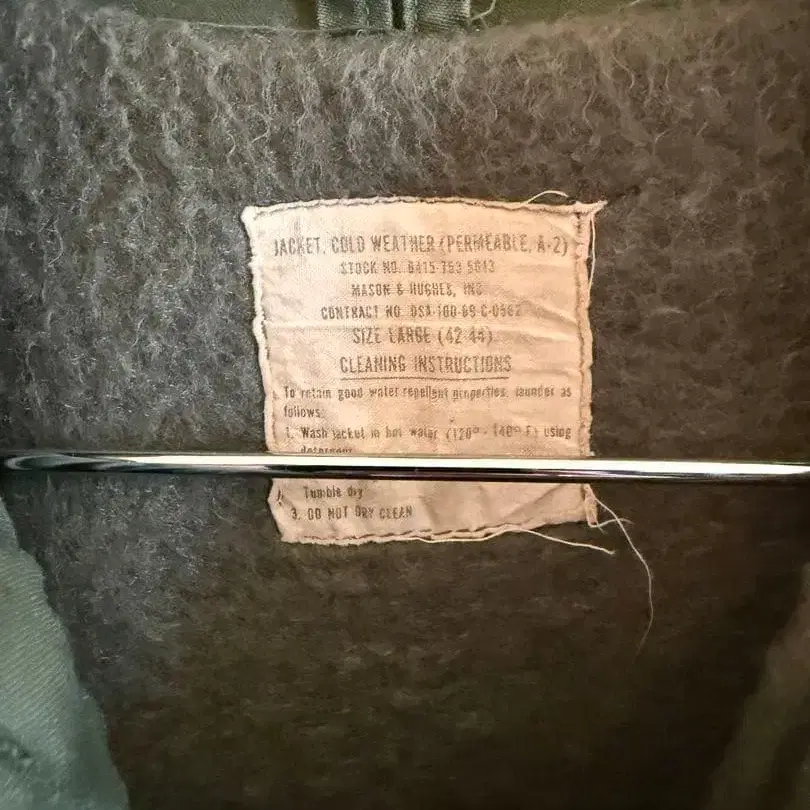 JACKET, COLD WEATHER (PERMEABLE, A-2)
STOCK NO. 8415-753-5613
MASON & HUGHES, INC
CONTRACT NO. DSA-100-69-C-0562
SIZE LARGE (42-44)
CLEANING INSTRUCTIONS
To retain good water repellent properties, launder as
follows:
1. Wash jacket in hot water (120° - 140° F) using
detergent
Tumble dry
3. DO NOT DRY CLEAN